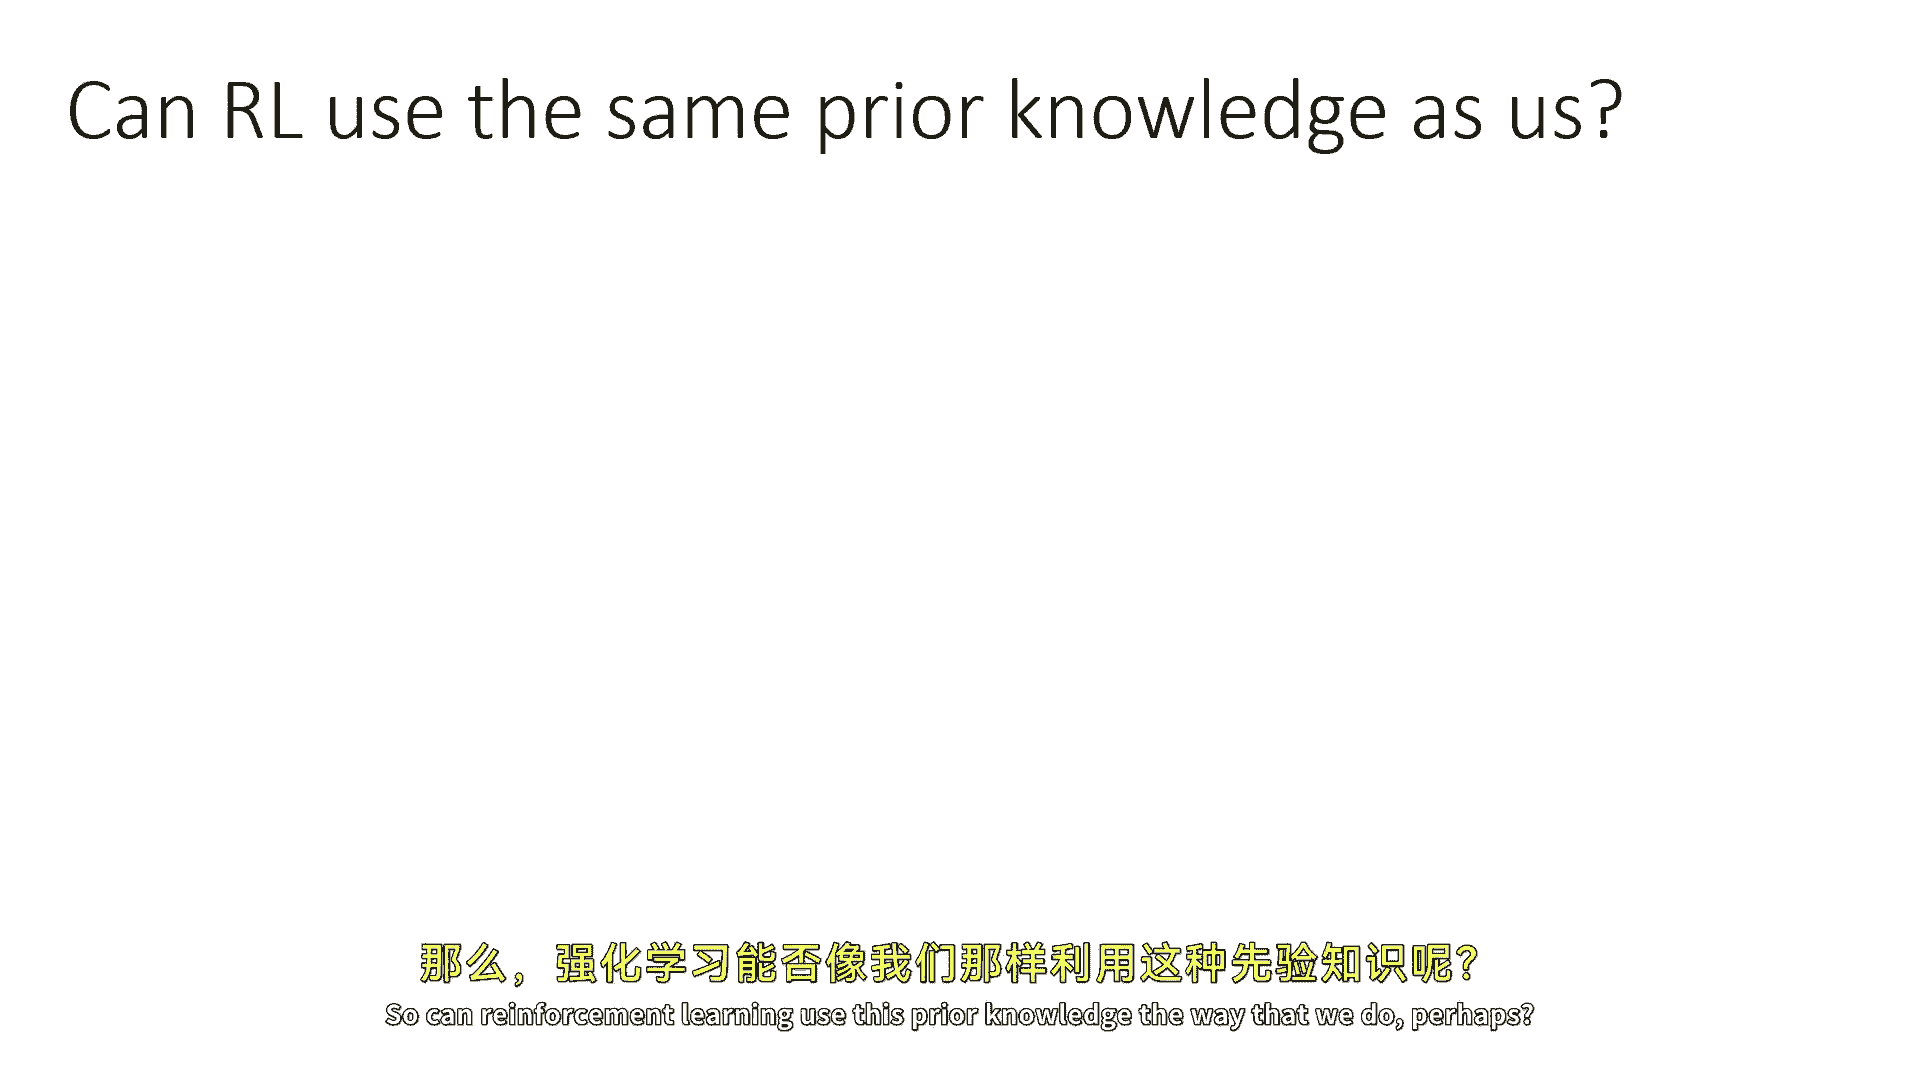 Can RL use the same prior knowledge as us?
那么，强化学习能否像我们那样利用这种先验知识呢？
So can reinforcement learning use this prior knowledge the way that we do, perhaps?